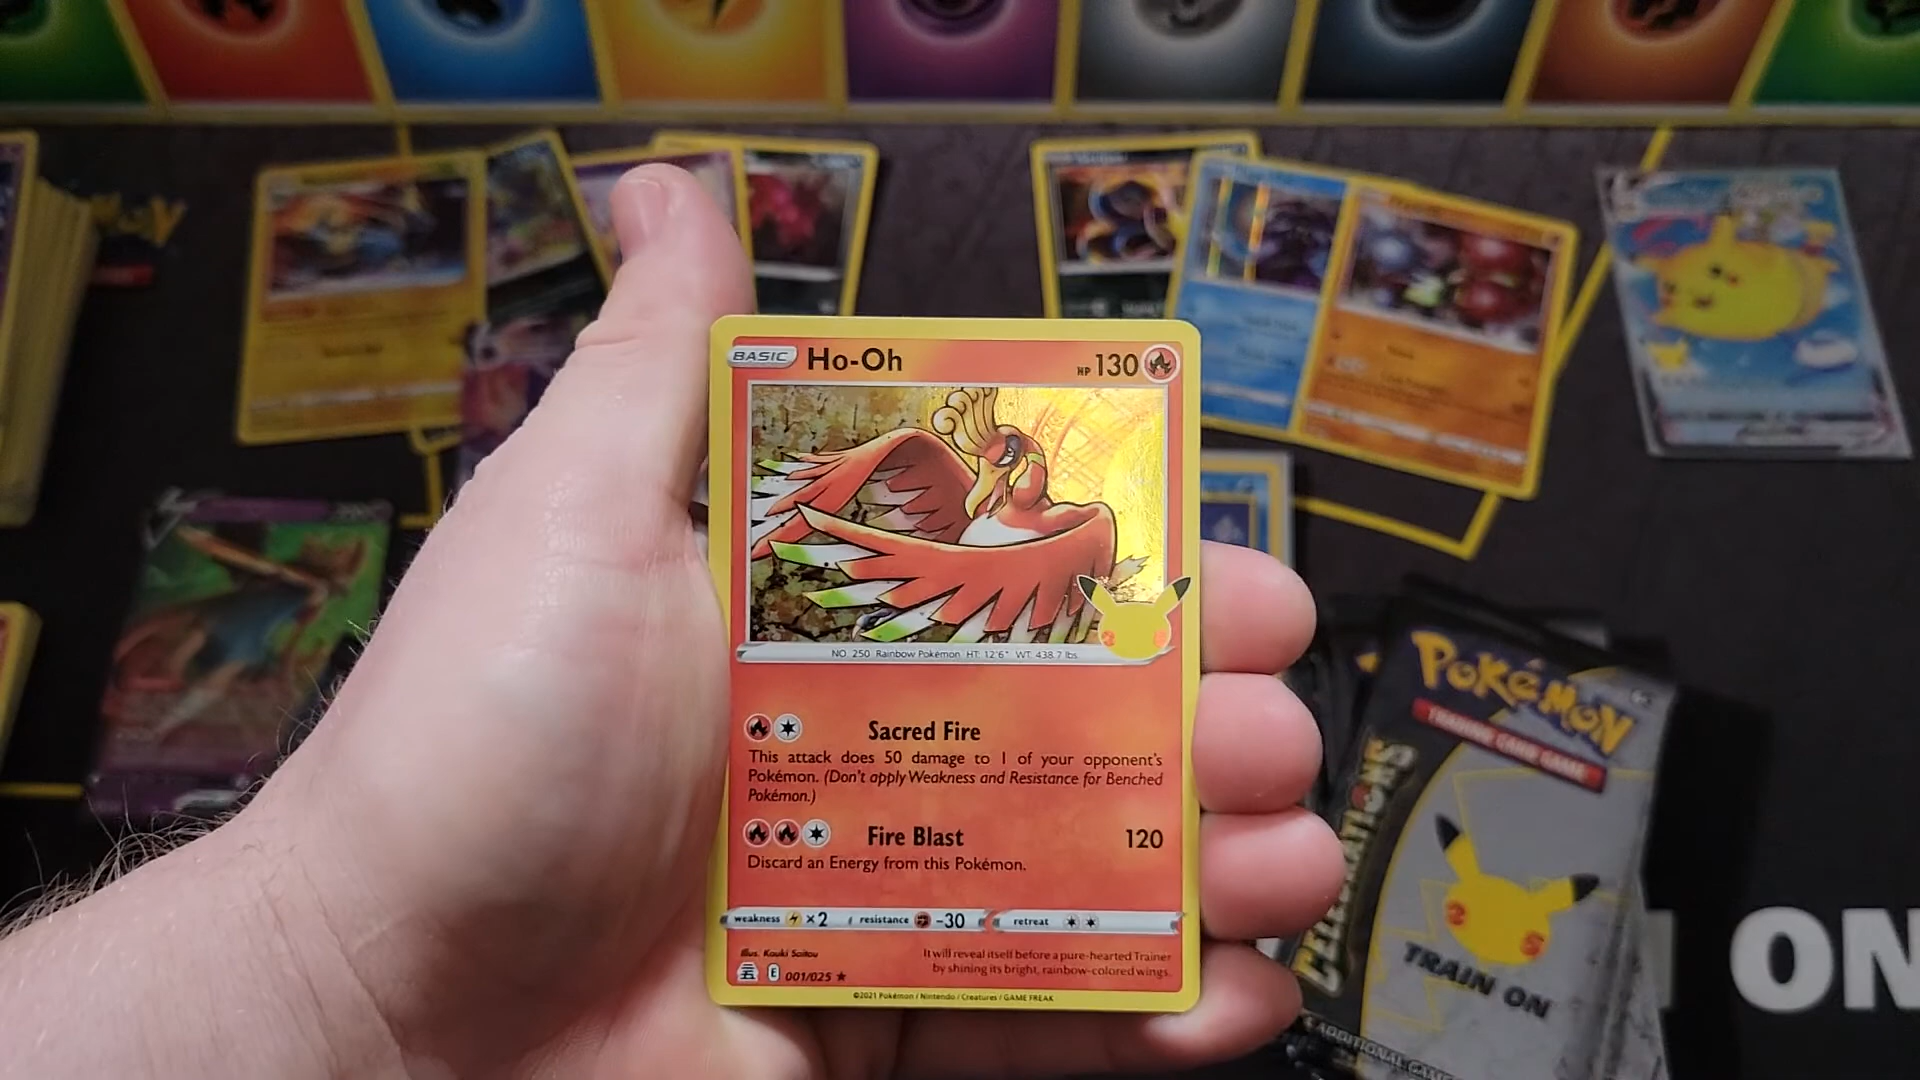 BASIC Ho-Oh HP 130
NO. 250 Rainbow Pokémon HT: 12'6" WT: 438.7 lbs
Sacred Fire
This attack does 50 damage to 1 of your opponent's
Pokémon. (Don't apply Weakness and Resistance for Benched
Pokémon.)
Fire Blast 120
Discard an Energy from this Pokémon.
weakness ×2 resistance -30 retreat
Illus. Kouki Saitou
It will reveal itself before a pure-hearted Trainer
by shining its bright, rainbow-colored wings.
E 001/025 ★
©2021 Pokémon / Nintendo / Creatures / GAME FREAK
POKéMON
TRADING CARD GAME
CELEBRATIONS
TRAIN ON
ON